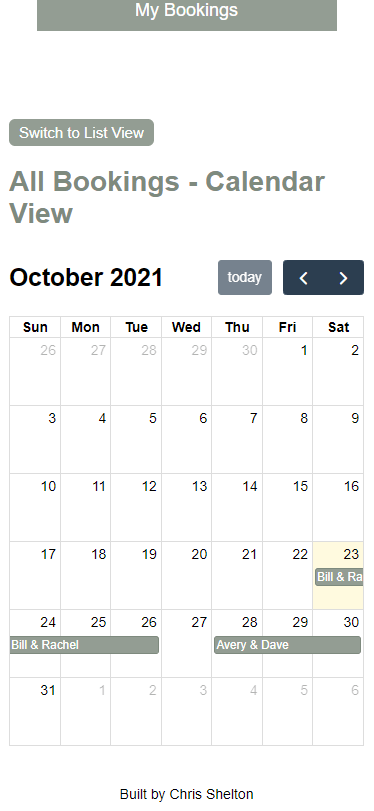 My Bookings
Switch to List View
All Bookings - Calendar
View
October 2021
today
Sun Mon Tue Wed Thu Fri Sat
26 27 28 29 30 1 2
3 4 5 6 7 8 9
10 11 12 13 14 15 16
17 18 19 20 21 22 23
Bill & Ra
24 25 26 27 28 29 30
Bill & Rachel Avery & Dave
31 1 2 3 4 5 6
Built by Chris Shelton